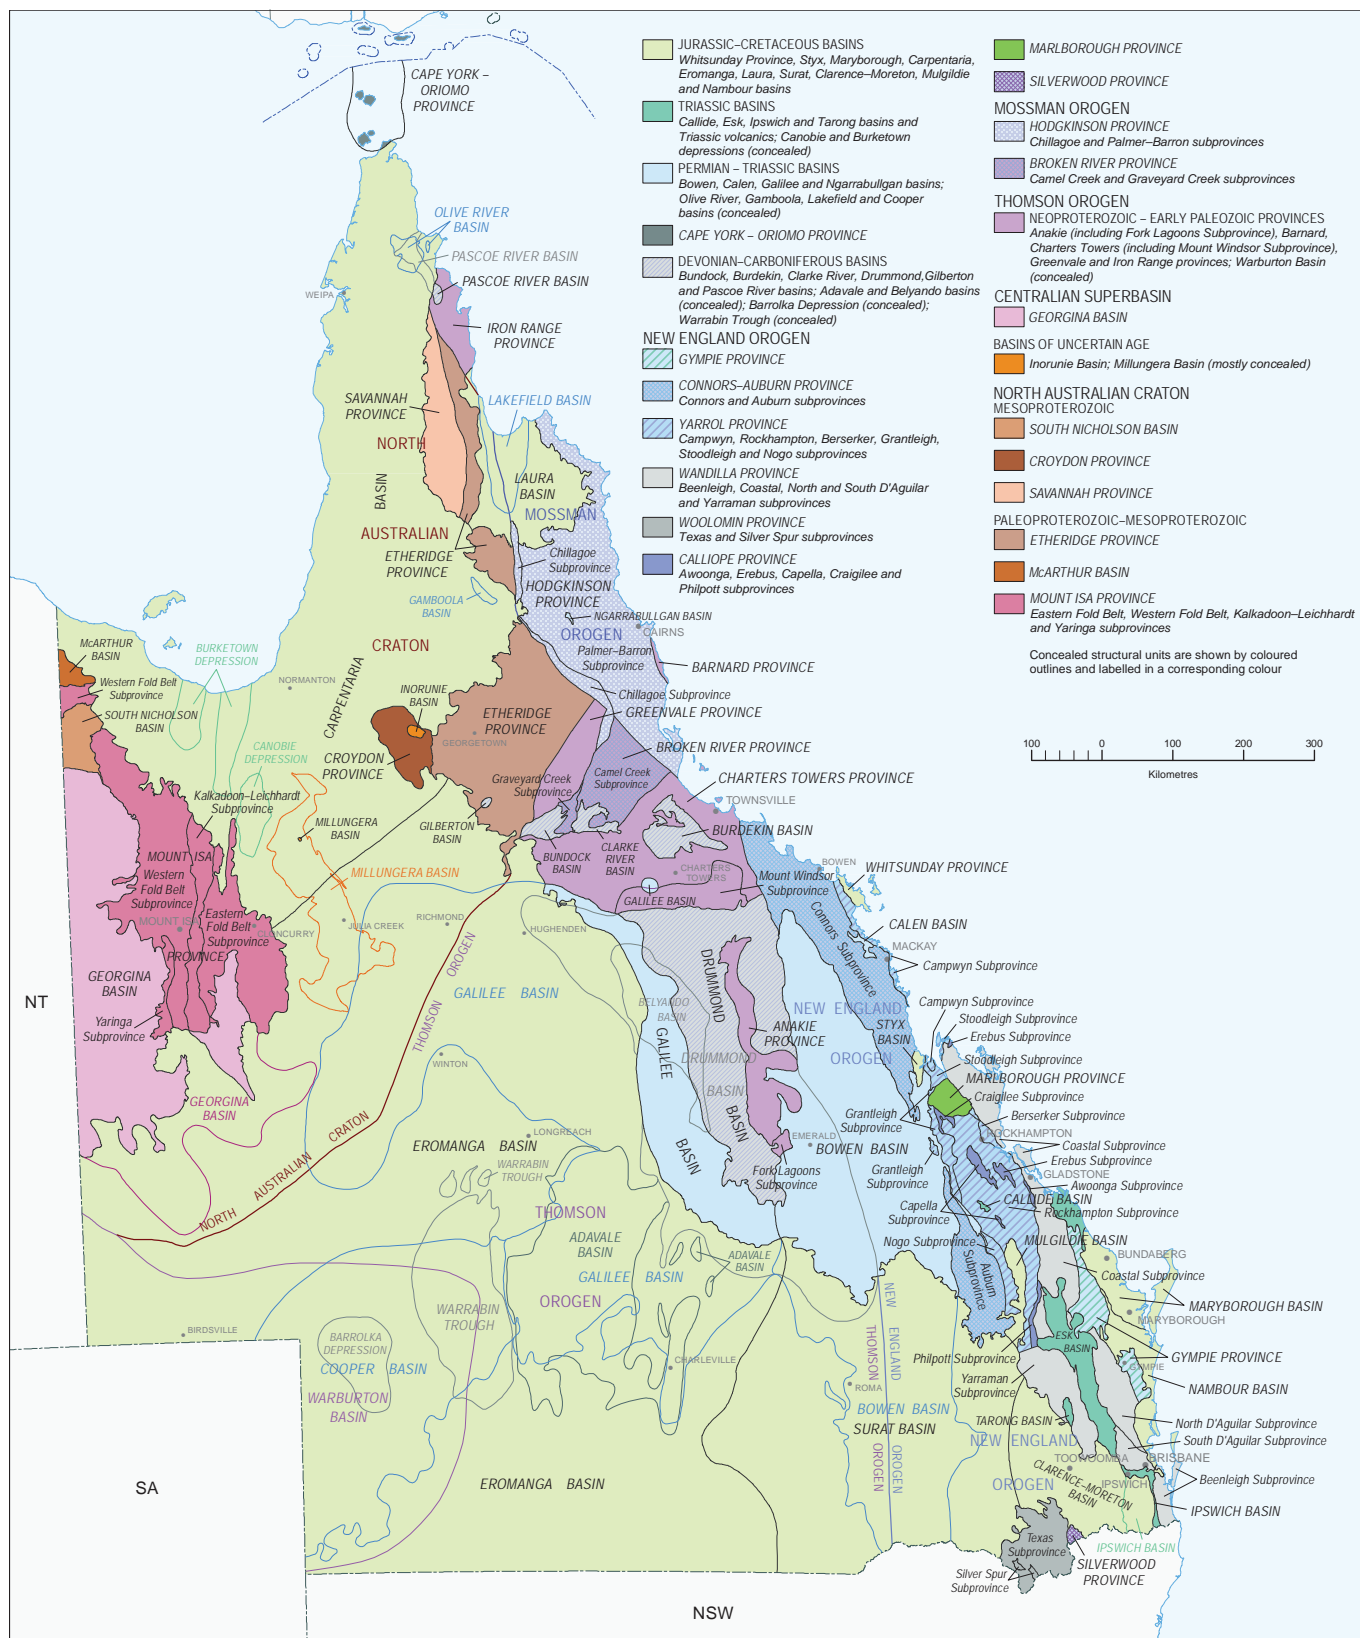 JURASSIC–CRETACEOUS BASINS
Whitsunday Province, Styx, Maryborough, Carpentaria,
Eromanga, Laura, Surat, Clarence–Moreton, Mulgildie
and Nambour basins
TRIASSIC BASINS
Callide, Esk, Ipswich and Tarong basins and
Triassic volcanics; Canobie and Burketown
depressions (concealed)
PERMIAN – TRIASSIC BASINS
Bowen, Calen, Galilee and Ngarrabullgan basins;
Olive River, Gamboola, Lakefield and Cooper
basins (concealed)
CAPE YORK – ORIOMO PROVINCE
DEVONIAN–CARBONIFEROUS BASINS
Bundock, Burdekin, Clarke River, Drummond,Gilberton
and Pascoe River basins; Adavale and Belyando basins
(concealed); Barrolka Depression (concealed);
Warrabin Trough (concealed)
NEW ENGLAND OROGEN
GYMPIE PROVINCE
CONNORS–AUBURN PROVINCE
Connors and Auburn subprovinces
YARROL PROVINCE
Campwyn, Rockhampton, Berserker, Grantleigh,
Stoodleigh and Nogo subprovinces
WANDILLA PROVINCE
Beenleigh, Coastal, North and South D'Aguilar
and Yarraman subprovinces
WOOLOMIN PROVINCE
Texas and Silver Spur subprovinces
CALLIOPE PROVINCE
Awoonga, Erebus, Capella, Craigilee and
Philpott subprovinces
MARLBOROUGH PROVINCE
SILVERWOOD PROVINCE
MOSSMAN OROGEN
HODGKINSON PROVINCE
Chillagoe and Palmer–Barron subprovinces
BROKEN RIVER PROVINCE
Camel Creek and Graveyard Creek subprovinces
THOMSON OROGEN
NEOPROTEROZOIC – EARLY PALEOZOIC PROVINCES
Anakie (including Fork Lagoons Subprovince), Barnard,
Charters Towers (including Mount Windsor Subprovince),
Greenvale and Iron Range provinces; Warburton Basin
(concealed)
CENTRALIAN SUPERBASIN
GEORGINA BASIN
BASINS OF UNCERTAIN AGE
Inorunie Basin; Millungera Basin (mostly concealed)
NORTH AUSTRALIAN CRATON
MESOPROTEROZOIC
SOUTH NICHOLSON BASIN
CROYDON PROVINCE
SAVANNAH PROVINCE
PALEOPROTEROZOIC–MESOPROTEROZOIC
ETHERIDGE PROVINCE
McARTHUR BASIN
MOUNT ISA PROVINCE
Eastern Fold Belt, Western Fold Belt, Kalkadoon–Leichhardt
and Yaringa subprovinces
Concealed structural units are shown by coloured
outlines and labelled in a corresponding colour
100 0 100 200 300
Kilometres
CAPE YORK –
ORIOMO
PROVINCE
OLIVE RIVER
BASIN
PASCOE RIVER BASIN
PASCOE RIVER BASIN
WEIPA
IRON RANGE
PROVINCE
SAVANNAH
PROVINCE
LAKEFIELD BASIN
NORTH
LAURA
BASIN
BASIN
MOSSMAN
AUSTRALIAN
ETHERIDGE
PROVINCE
Chillagoe
Subprovince
HODGKINSON
PROVINCE
GAMBOOLA
BASIN
NGARRABULLGAN BASIN
CAIRNS
OROGEN
CRATON
Palmer–Barron
Subprovince
BARNARD PROVINCE
McARTHUR
BASIN
BURKETOWN
DEPRESSION
Western Fold Belt
Subprovince
NORMANTON
CARPENTARIA
INORUNIE
BASIN
Chillagoe Subprovince
GREENVALE PROVINCE
SOUTH NICHOLSON
BASIN
ETHERIDGE
PROVINCE
GEORGETOWN
CANOBIE
DEPRESSION
CROYDON
PROVINCE
BROKEN RIVER PROVINCE
Graveyard Creek
Subprovince
Camel Creek
Subprovince
CHARTERS TOWERS PROVINCE
TOWNSVILLE
Kalkadoon–Leichhardt
Subprovince
MILLUNGERA
BASIN
GILBERTON
BASIN
BURDEKIN BASIN
BUNDOCK
BASIN
CLARKE
RIVER
BASIN
MOUNT ISA
Western
Fold Belt
Subprovince
MILLUNGERA BASIN
CHARTERS
TOWERS
Mount Windsor
Subprovince
BOWEN
WHITSUNDAY PROVINCE
GALILEE BASIN
MOUNT ISA
Eastern
Fold Belt
Subprovince
CLONCURRY
JULIA CREEK
RICHMOND
HUGHENDEN
Connors Subprovince
CALEN BASIN
MACKAY
Campwyn Subprovince
PROVINCE
GEORGINA
BASIN
OROGEN
DRUMMOND
NT
GALILEE BASIN
BELYANDO
BASIN
NEW ENGLAND
Campwyn Subprovince
Stoodleigh Subprovince
Erebus Subprovince
Yaringa
Subprovince
THOMSON
GALILEE
ANAKIE
PROVINCE
STYX
BASIN
DRUMMOND
OROGEN
Stoodleigh Subprovince
WINTON
MARLBOROUGH PROVINCE
Craigilee Subprovince
GEORGINA
BASIN
BASIN
BASIN
Grantleigh
Subprovince
Berserker Subprovince
CRATON
LONGREACH
EMERALD
ROCKHAMPTON
EROMANGA BASIN
BASIN
BOWEN BASIN
Coastal Subprovince
Erebus Subprovince
WARRABIN
TROUGH
Fork Lagoons
Subprovince
Grantleigh
Subprovince
GLADSTONE
Awoonga Subprovince
AUSTRALIAN
CALLIDE BASIN
Capella
Subprovince
Rockhampton Subprovince
NORTH
THOMSON
Nogo Subprovince
MULGILDIE BASIN
ADAVALE
BASIN
ADAVALE
BASIN
BUNDABERG
GALILEE BASIN
Auburn
Subprovince
Coastal Subprovince
OROGEN
NEW ENGLAND
MARYBOROUGH BASIN
MARYBOROUGH
WARRABIN
TROUGH
BIRDSVILLE
BARROLKA
DEPRESSION
THOMSON
ESK
BASIN
COOPER BASIN
CHARLEVILLE
Philpott Subprovince
GYMPIE PROVINCE
GYMPIE
Yarraman
Subprovince
NAMBOUR BASIN
WARBURTON
BASIN
ROMA
BOWEN BASIN
SURAT BASIN
TARONG BASIN
North D'Aguilar Subprovince
NEW ENGLAND
South D'Aguilar Subprovince
OROGEN
OROGEN
TOOWOOMBA
BRISBANE
SA
EROMANGA BASIN
OROGEN
CLARENCE–MORETON
BASIN
IPSWICH
Beenleigh Subprovince
IPSWICH BASIN
Texas
Subprovince
IPSWICH BASIN
SILVERWOOD
PROVINCE
Silver Spur
Subprovince
NSW